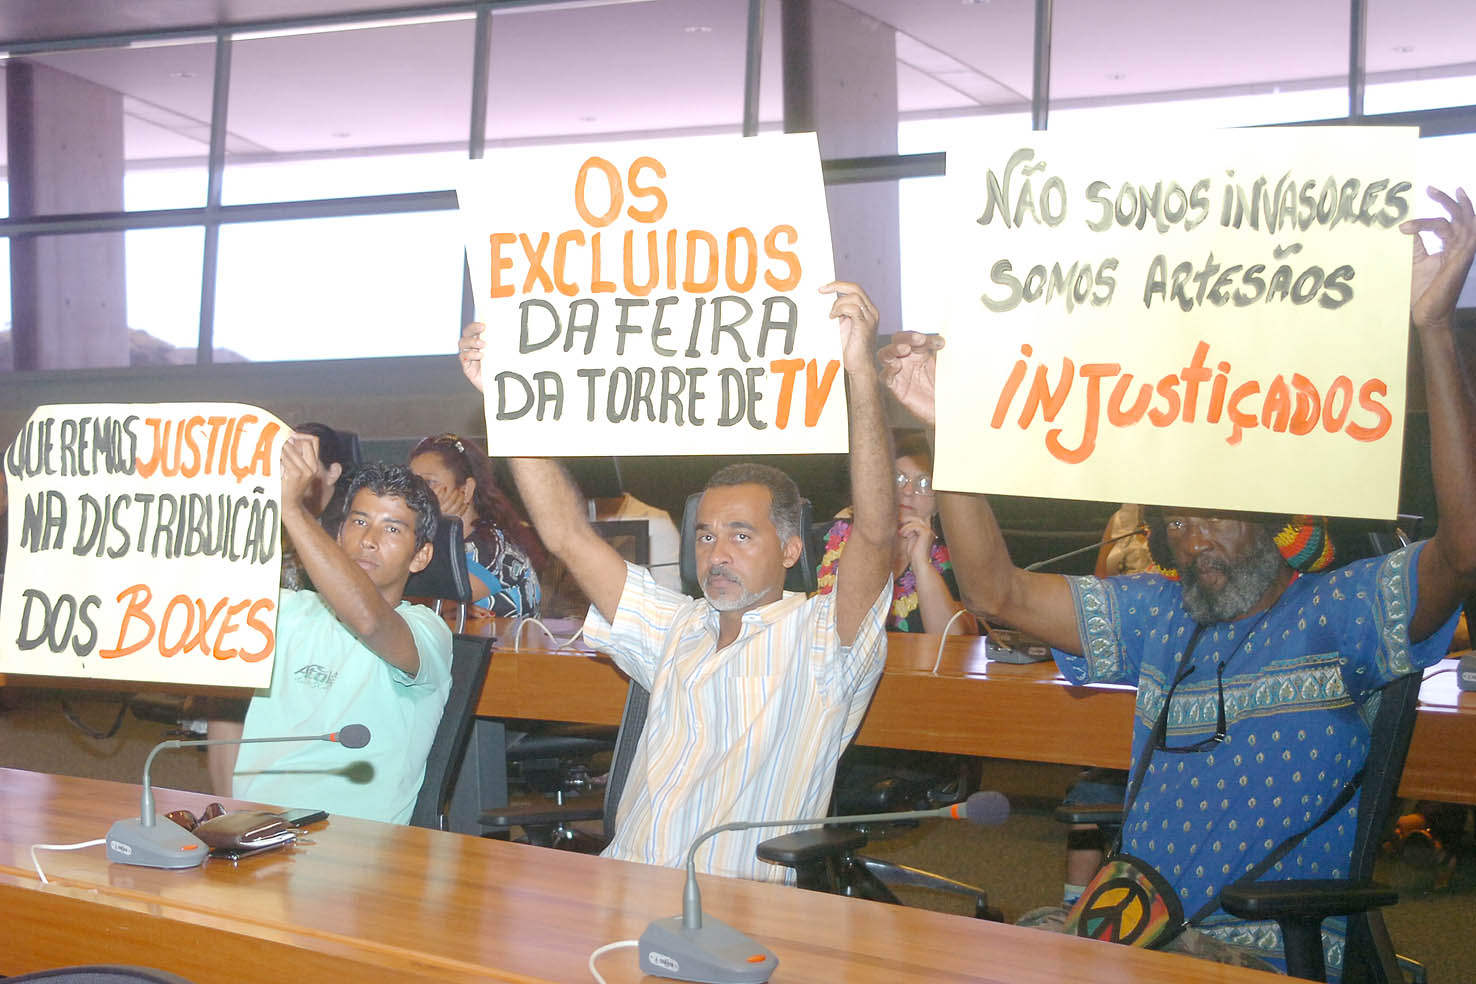 QUEREMOS JUSTIÇA
NA DISTRIBUIÇÃO
DOS BOXES
OS
EXCLUIDOS
DA FEIRA
DA TORRE DE TV
NÃO SOMOS INVASORES
SOMOS ARTESÃOS
INJUSTIÇADOS